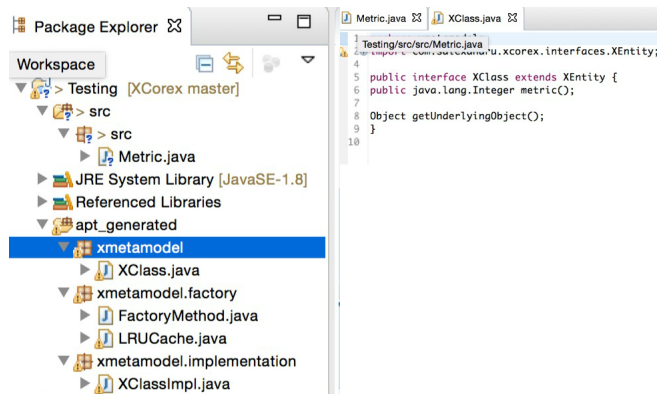 Package Explorer
Workspace
> Testing [XCorex master]
> src
> src
Metric.java
JRE System Library [JavaSE-1.8]
Referenced Libraries
apt_generated
xmetamodel
XClass.java
xmetamodel.factory
FactoryMethod.java
LRUCache.java
xmetamodel.implementation
XClassImpl.java
Metric.java XClass.java
1
Testing/src/src/Metric.java
2 import .xcorex.interfaces.XEntity;
4
5 public interface XClass extends XEntity {
6 public java.lang.Integer metric();
7
8 Object getUnderlyingObject();
9 }
10